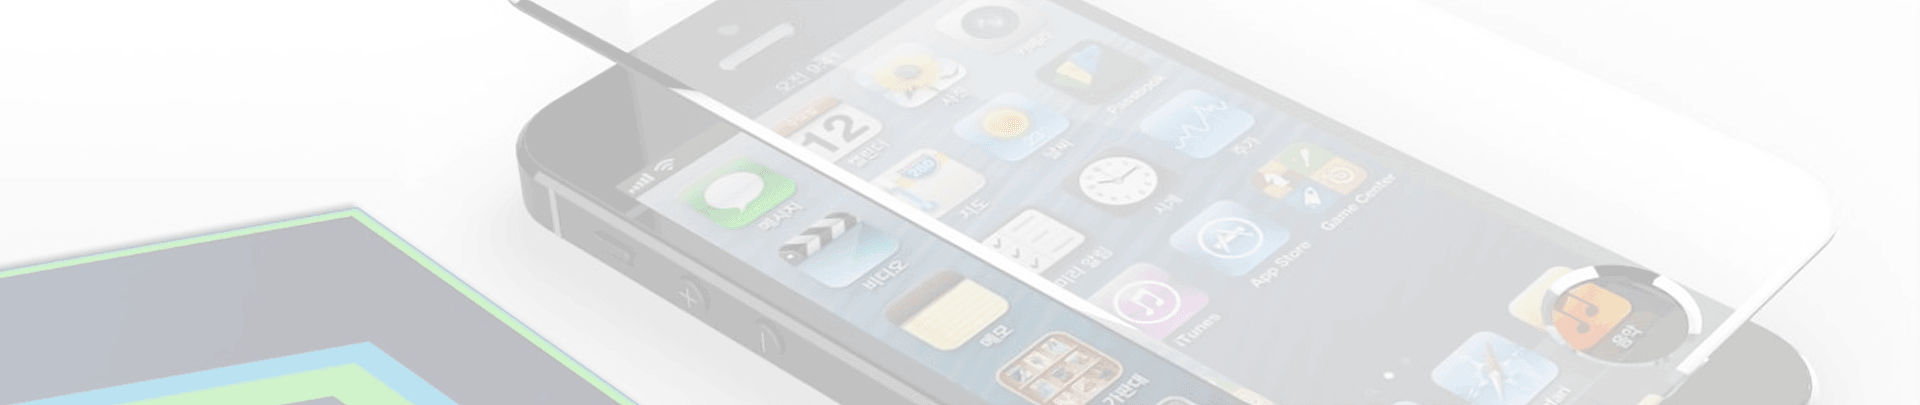 오전 9:41
카메라
사진
Passbook
12
캘린더
날씨
주가
280
메시지
지도
시계
Game Center
비디오
미리 알림
App Store
메모
iTunes
가판대
음악